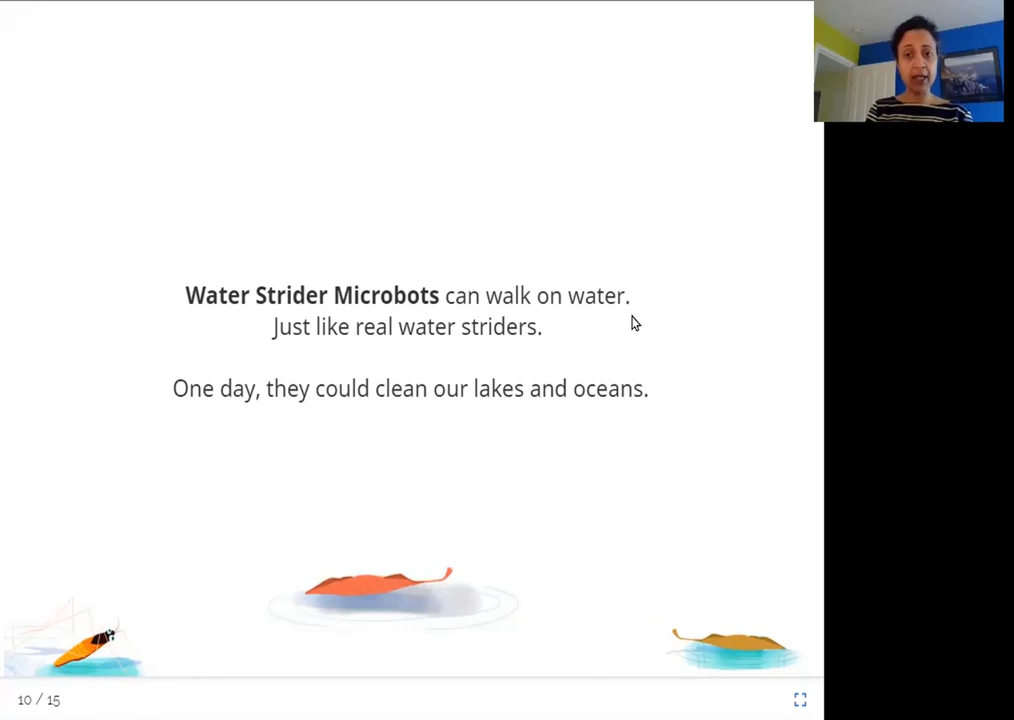 Water Strider Microbots can walk on water.
Just like real water striders.
One day, they could clean our lakes and oceans.
10 / 15